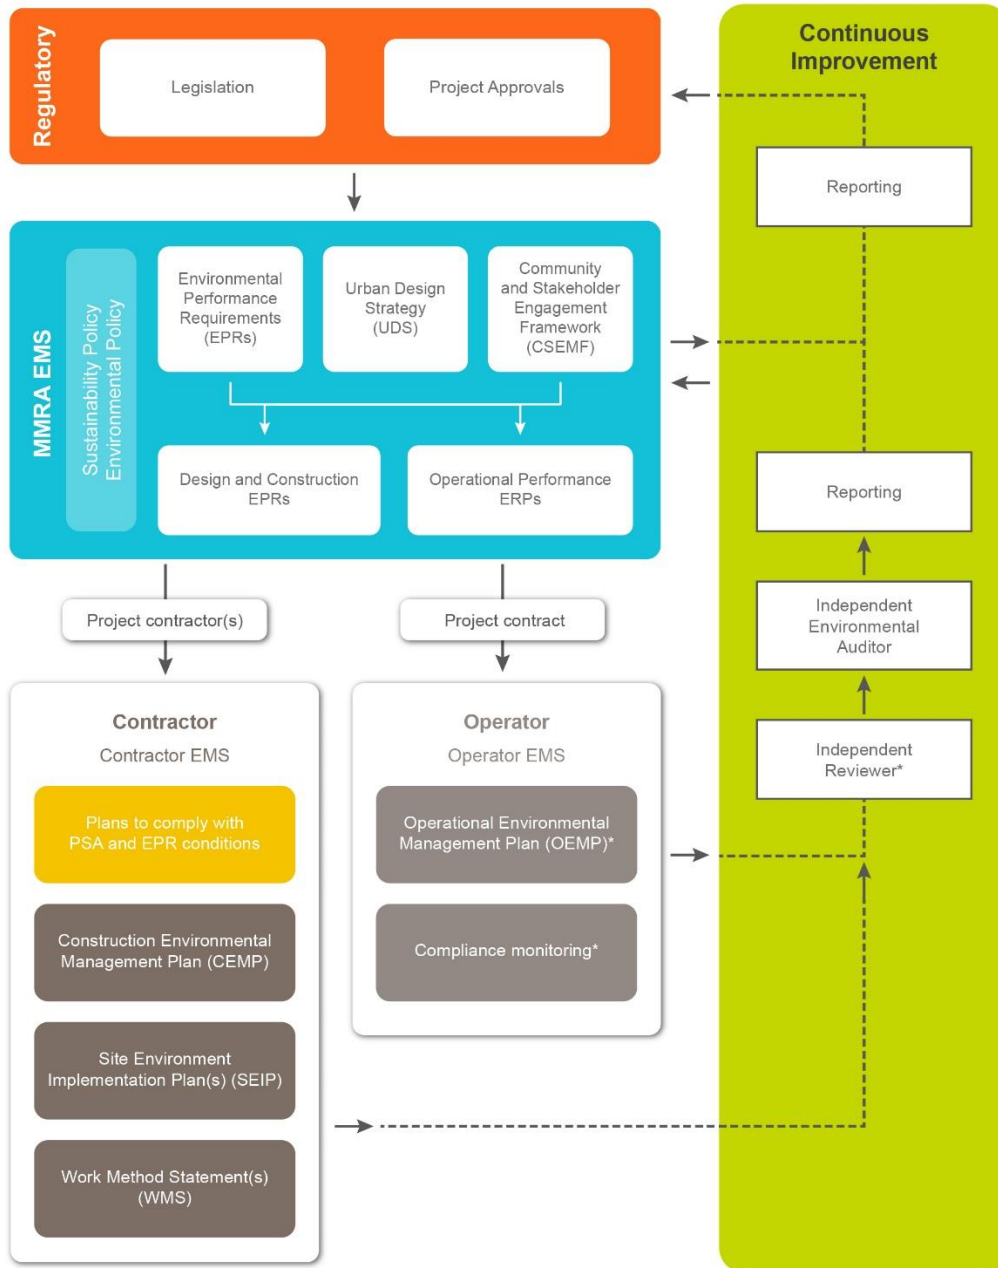 Regulatory
Legislation
Project Approvals
MMRA EMS
Sustainability Policy
Environmental Policy
Environmental
Performance
Requirements
(EPRs)
Urban Design
Strategy
(UDS)
Community
and Stakeholder
Engagement
Framework
(CSEMF)
Design and Construction
EPRs
Operational Performance
ERPs
Project contractor(s)
Project contract
Contractor
Contractor EMS
Plans to comply with
PSA and EPR conditions
Construction Environmental
Management Plan (CEMP)
Site Environment
Implementation Plan(s) (SEIP)
Work Method Statement(s)
(WMS)
Operator
Operator EMS
Operational Environmental
Management Plan (OEMP)*
Compliance monitoring*
Continuous
Improvement
Reporting
Reporting
Independent
Environmental
Auditor
Independent
Reviewer*